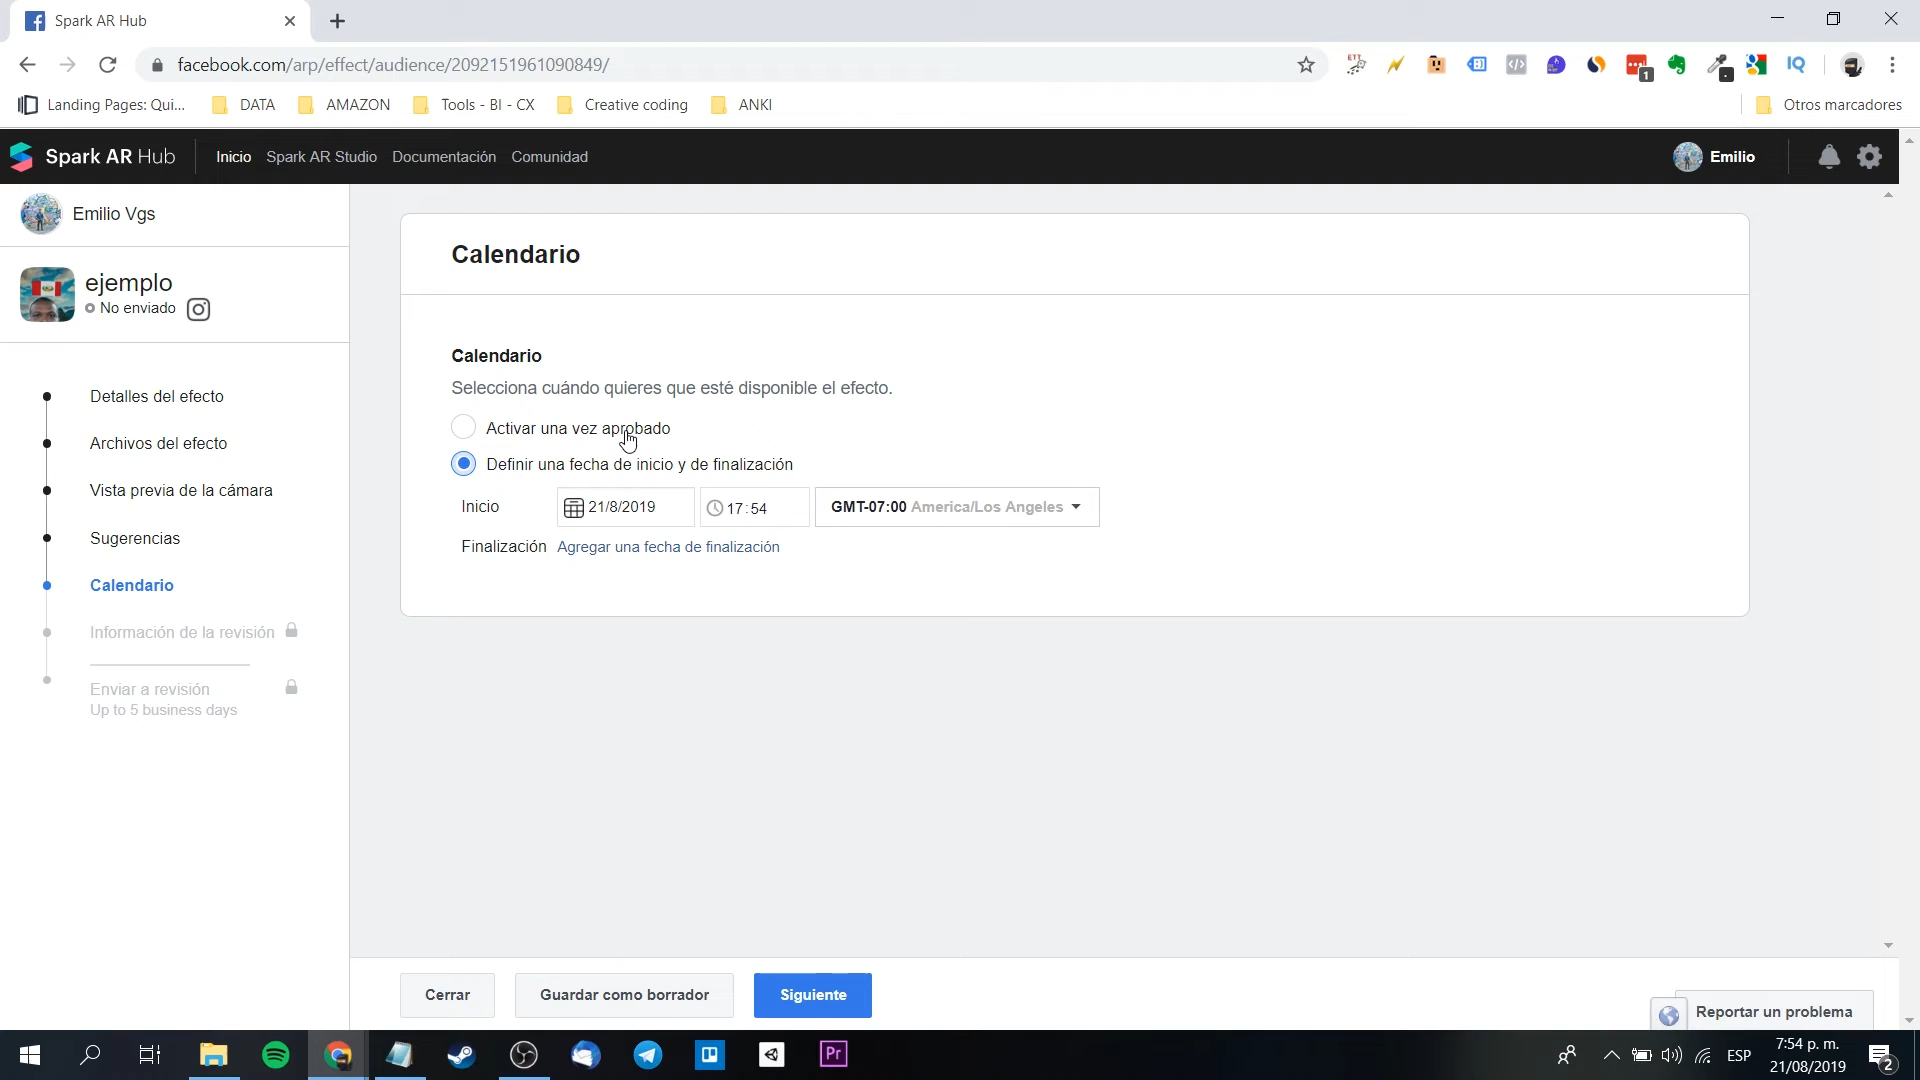 Spark AR Hub
facebook.com/arp/effect/audience/2092151961090849/
ETT
1
IQ
Landing Pages: Qui...
DATA
AMAZON
Tools - BI - CX
Creative coding
ANKI
Otros marcadores
Spark AR Hub
Inicio
Spark AR Studio
Documentación
Comunidad
Emilio
Emilio Vgs
ejemplo
No enviado
Detalles del efecto
Archivos del efecto
Vista previa de la cámara
Sugerencias
Calendario
Información de la revisión
Enviar a revisión
Up to 5 business days
Calendario
Calendario
Selecciona cuándo quieres que esté disponible el efecto.
Activar una vez aprobado
Definir una fecha de inicio y de finalización
Inicio
21/8/2019
17:54
GMT-07:00 America/Los Angeles
Finalización
Agregar una fecha de finalización
Cerrar
Guardar como borrador
Siguiente
Reportar un problema
Pr
ESP
7:54 p. m.
21/08/2019
2